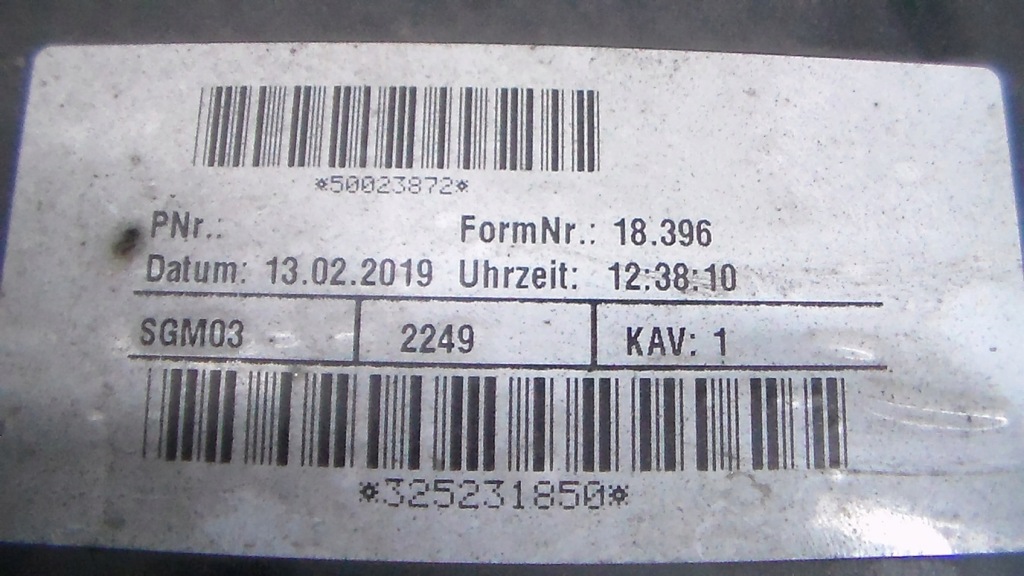 *50023872*
PNr.: FormNr.: 18.396
Datum: 13.02.2019 Uhrzeit: 12:38:10
SGM03 2249 KAV: 1
*325231850*